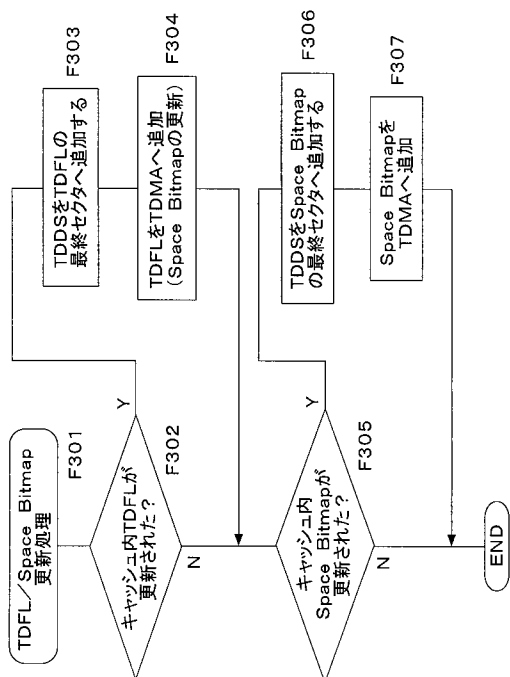 TDFL／Space Bitmap
更新処理
F301
キャッシュ内TDFLが
更新された？
F302
Y
N
TDDSをTDFLの
最終セクタへ追加する
F303
TDFLをTDMAへ追加
(Space Bitmapの更新)
F304
キャッシュ内
Space Bitmapが
更新された？
F305
Y
N
TDDSをSpace Bitmap
の最終セクタへ追加する
F306
Space Bitmapを
TDMAへ追加
F307
END